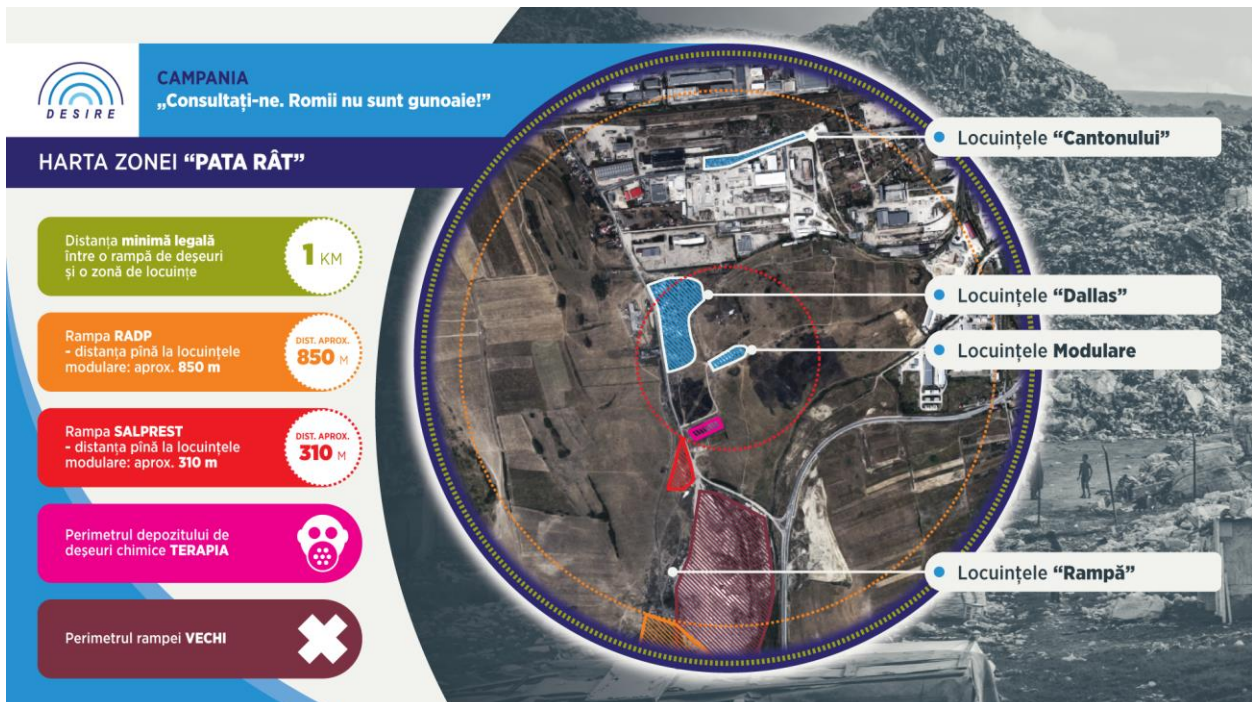 DESIRE
CAMPANIA
„Consultați-ne. Romii nu sunt gunoaie!”
HARTA ZONEI “PATA RÂT”
Distanța minimă legală
între o rampă de deșeuri
și o zonă de locuințe
1 KM
Rampa RADP
- distanța pînă la locuințele
modulare: aprox. 850 m
DIST. APROX.
850 M
Rampa SALPREST
- distanța pînă la locuințele
modulare: aprox. 310 m
DIST. APROX.
310 M
Perimetrul depozitului de
deșeuri chimice TERAPIA
Perimetrul rampei VECHI
Locuințele “Cantonului”
Locuințele “Dallas”
Locuințele Modulare
Locuințele “Rampă”